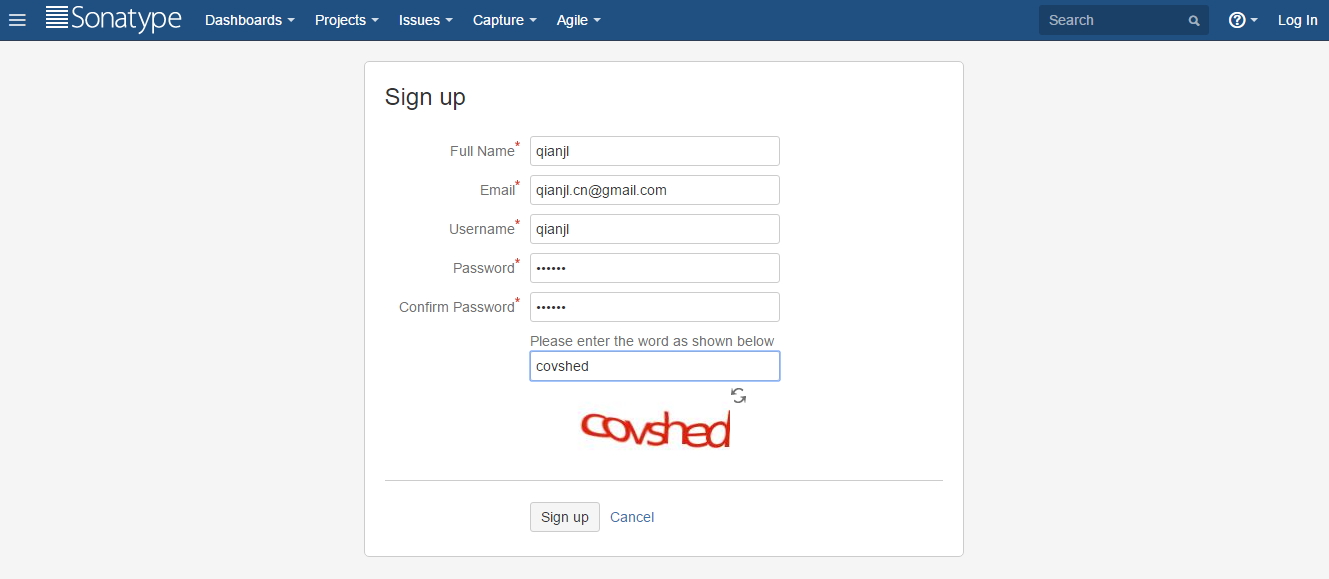 Sonatype Dashboards Projects Issues Capture Agile Search ? Log In
Sign up
Full Name* qianjl
Email* qianjl.cn@gmail.com
Username* qianjl
Password* ••••••
Confirm Password* ••••••
Please enter the word as shown below
covshed
covshed
Sign up Cancel